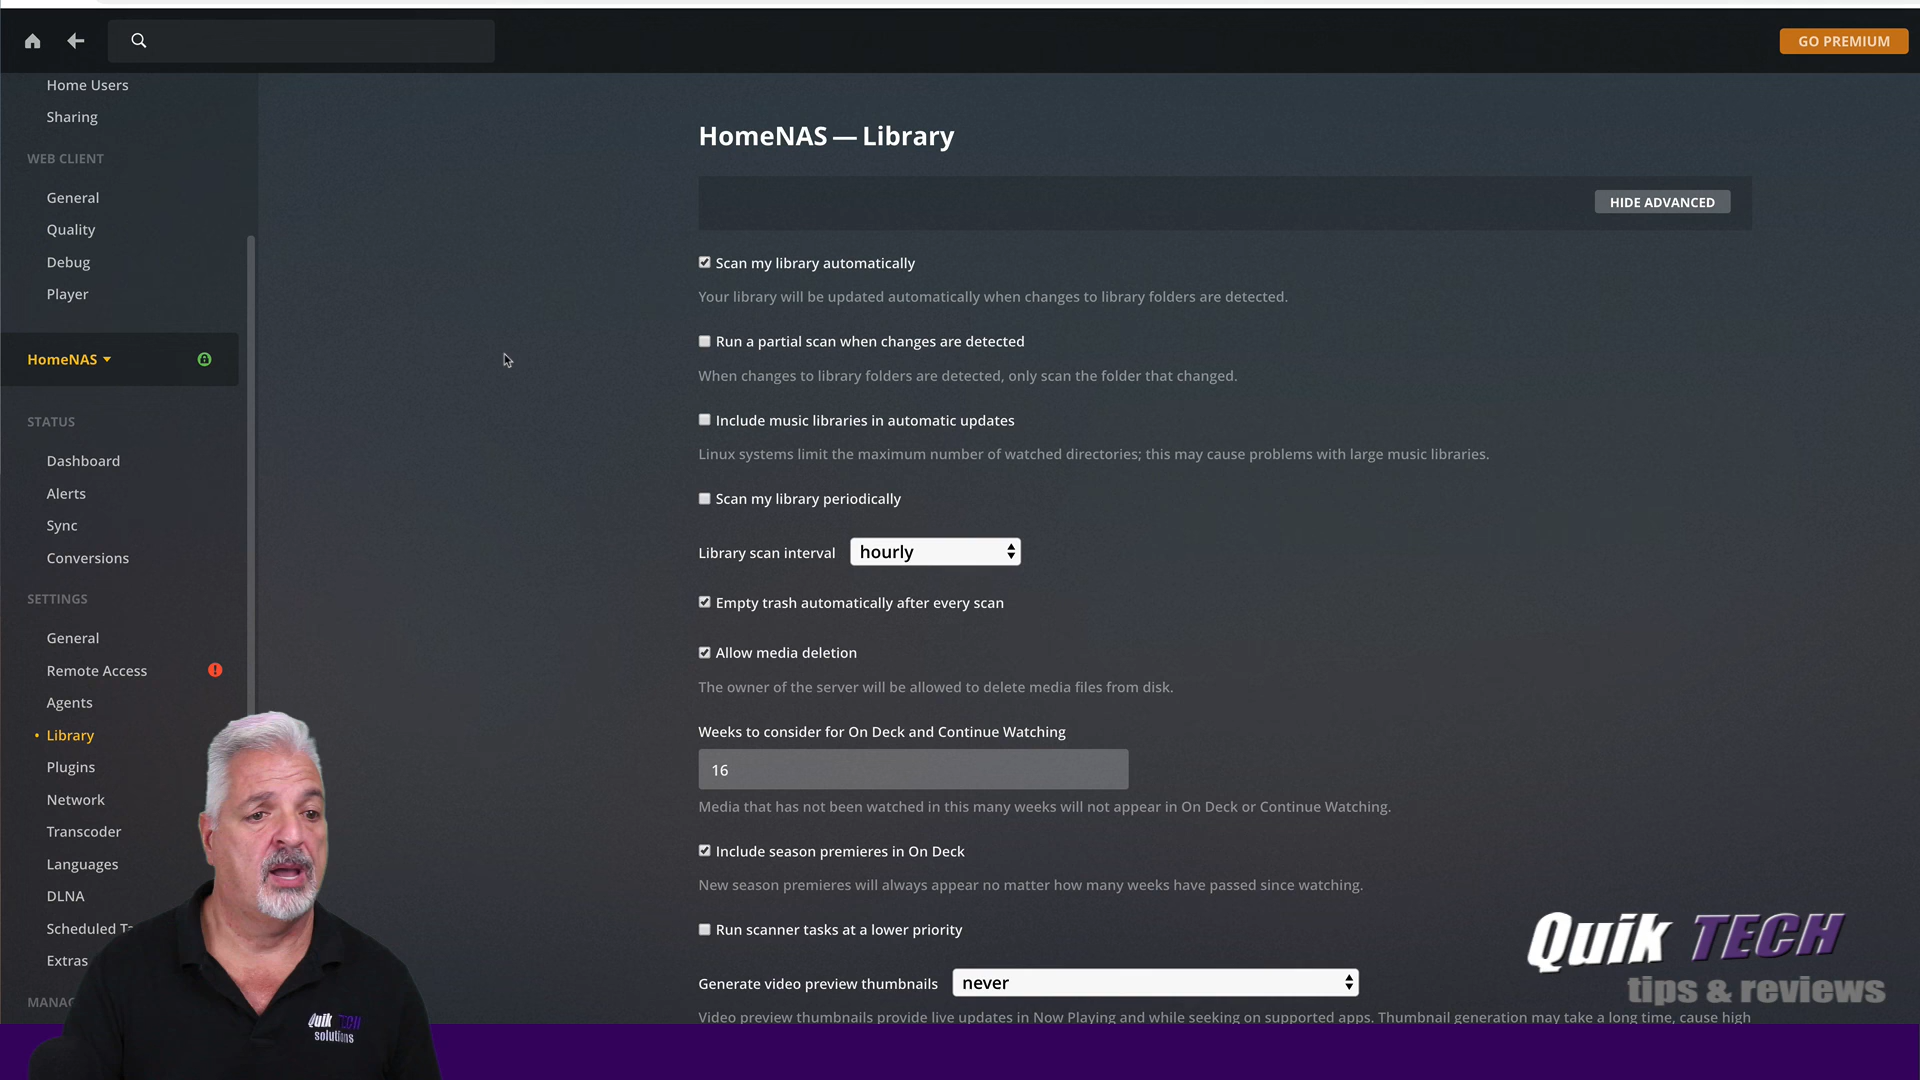 GO PREMIUM
Home Users
Sharing
WEB CLIENT
General
Quality
Debug
Player
HomeNAS
STATUS
Dashboard
Alerts
Sync
Conversions
SETTINGS
General
Remote Access
Agents
Library
Plugins
Network
Transcoder
Languages
DLNA
Scheduled Ta
Extras
MANAG
HomeNAS — Library
HIDE ADVANCED
Scan my library automatically
Your library will be updated automatically when changes to library folders are detected.
Run a partial scan when changes are detected
When changes to library folders are detected, only scan the folder that changed.
Include music libraries in automatic updates
Linux systems limit the maximum number of watched directories; this may cause problems with large music libraries.
Scan my library periodically
Library scan interval hourly
Empty trash automatically after every scan
Allow media deletion
The owner of the server will be allowed to delete media files from disk.
Weeks to consider for On Deck and Continue Watching
16
Media that has not been watched in this many weeks will not appear in On Deck or Continue Watching.
Include season premieres in On Deck
New season premieres will always appear no matter how many weeks have passed since watching.
Run scanner tasks at a lower priority
Generate video preview thumbnails never
Video preview thumbnails provide live updates in Now Playing and while seeking on supported apps. Thumbnail generation may take a long time, cause high
Quik TECH
tips & reviews
Quik TECH
solutions